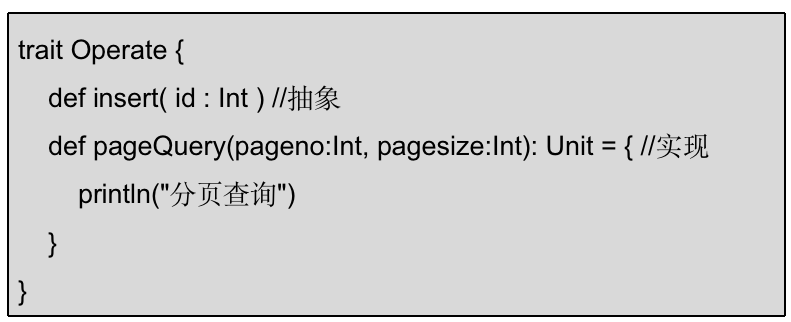 trait Operate {
def insert( id : Int ) //抽象
def pageQuery(pageno:Int, pagesize:Int): Unit = { //实现
println("分页查询")
}
}